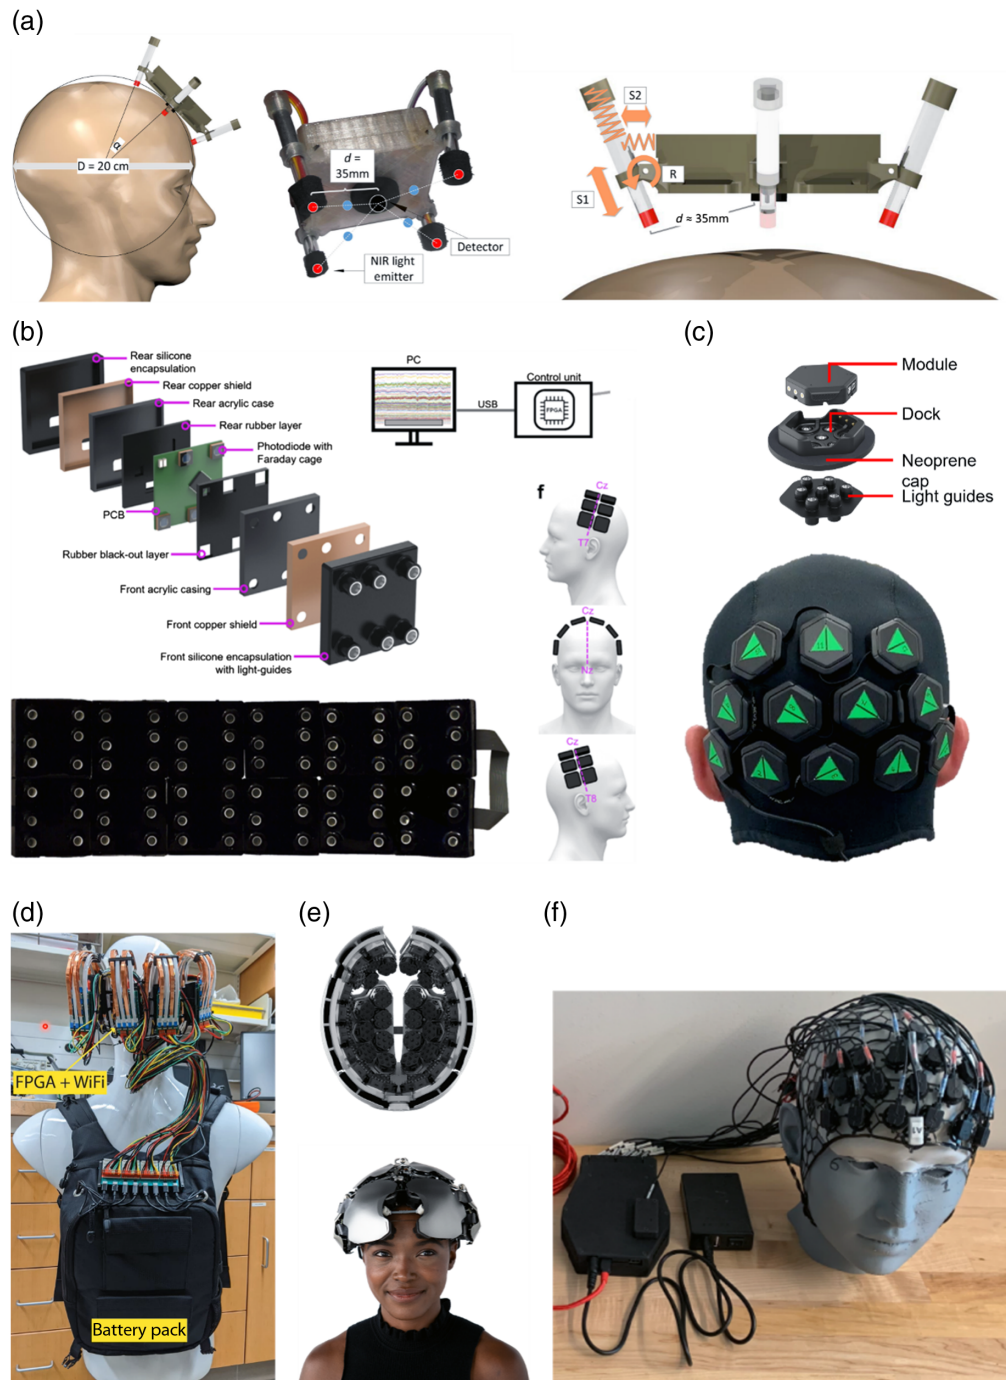 (a)
α
D = 20 cm
d =
35mm
Detector
NIR light
emitter
S2
R
S1
d ≈ 35mm
(b)
Rear silicone
encapsulation
Rear copper shield
Rear acrylic case
Rear rubber layer
Photodiode with
Faraday cage
PCB
Rubber black-out layer
Front acrylic casing
Front copper shield
Front silicone encapsulation
with light-guides
PC
USB
Control unit
FPGA
f
Cz
T7
Cz
Nz
Cz
T8
(c)
Module
Dock
Neoprene
cap
Light guides
(d)
FPGA + WiFi
Battery pack
(e)
(f)
A1